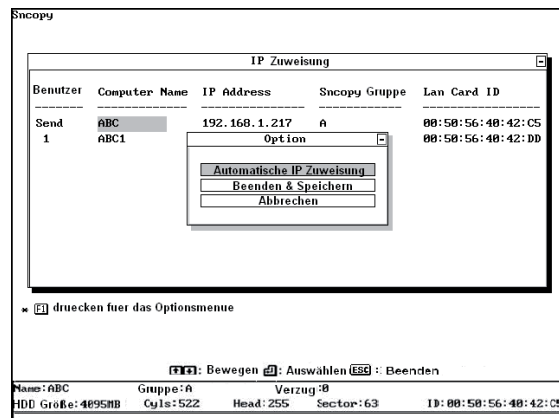 Sncopy
IP Zuweisung
Benutzer Computer Name IP Address Sncopy Gruppe Lan Card ID
Send ABC 192.168.1.217 A 00:50:56:40:42:C5
1 ABC1 00:50:56:40:42:DD
Option
Automatische IP Zuweisung
Beenden & Speichern
Abbrechen
* F1 druecken fuer das Optionsmenue
: Bewegen : Auswählen ESC : Beenden
Name:ABC Gruppe:A Verzug:0
HDD Größe:4095MB Cyls:522 Head:255 Sector:63 ID:00:50:56:40:42:C5